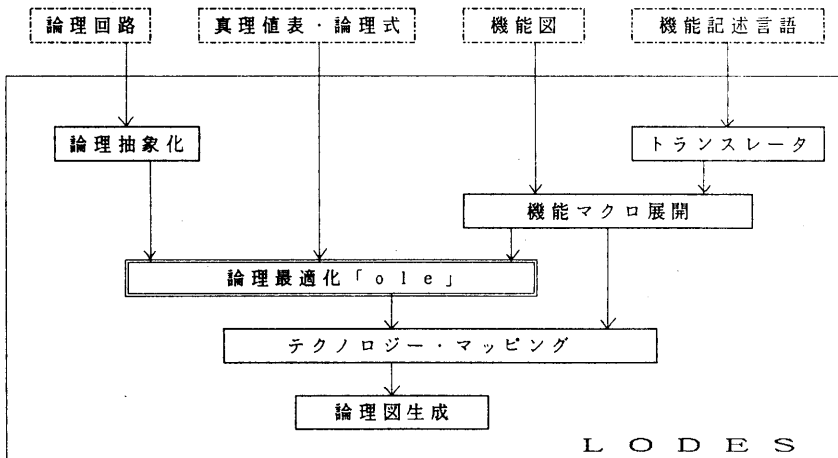 論理回路
真理値表・論理式
機能図
機能記述言語
論理抽象化
トランスレータ
機能マクロ展開
論理最適化「ole」
テクノロジー・マッピング
論理図生成
LODES